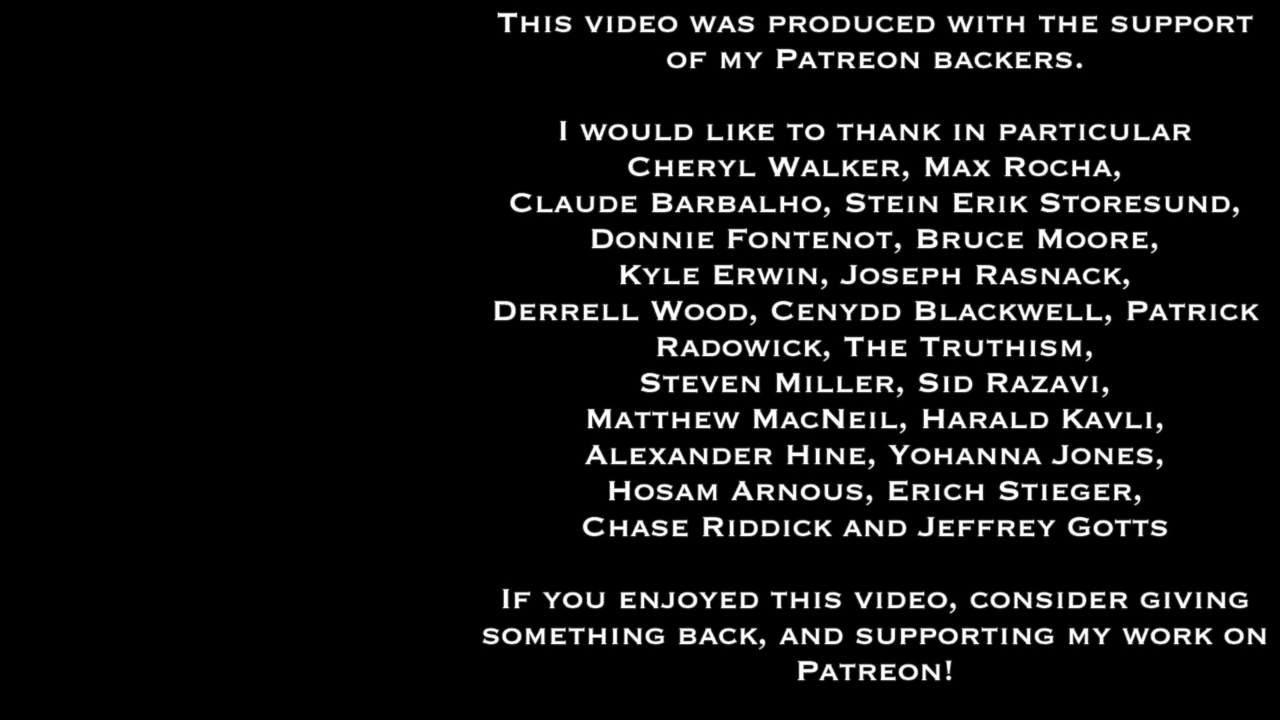 This video was produced with the support
of my Patreon backers.
I would like to thank in particular
Cheryl Walker, Max Rocha,
Claude Barbalho, Stein Erik Storesund,
Donnie Fontenot, Bruce Moore,
Kyle Erwin, Joseph Rasnack,
Derrell Wood, Cenydd Blackwell, Patrick
Radowick, The Truthism,
Steven Miller, Sid Razavi,
Matthew MacNeil, Harald Kavli,
Alexander Hine, Yohanna Jones,
Hosam Arnous, Erich Stieger,
Chase Riddick and Jeffrey Gotts
If you enjoyed this video, consider giving
something back, and supporting my work on
Patreon!